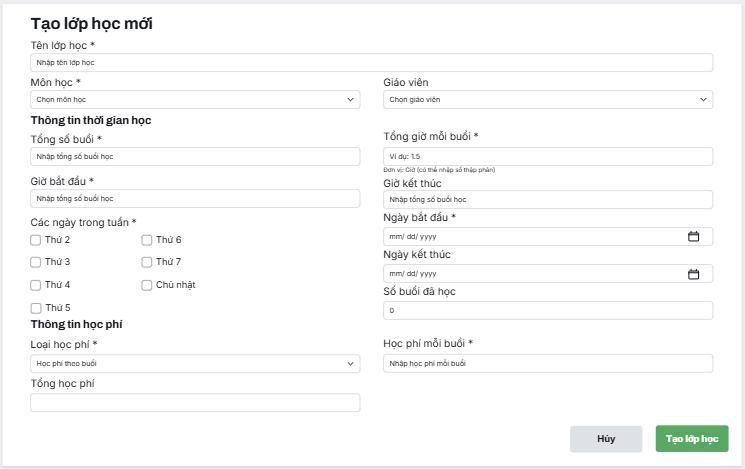 Tạo lớp học mới
Tên lớp học *
Nhập tên lớp học
Môn học *
Chọn môn học
Giáo viên
Chọn giáo viên
Thông tin thời gian học
Tổng số buổi *
Nhập tổng số buổi học
Tổng giờ mỗi buổi *
Ví dụ: 1.5
Đơn vị: Giờ (có thể nhập số thập phân)
Giờ bắt đầu *
Nhập tổng số buổi học
Giờ kết thúc
Nhập tổng số buổi học
Các ngày trong tuần *
Thứ 2
Thứ 6
Thứ 3
Thứ 7
Thứ 4
Chủ nhật
Thứ 5
Ngày bắt đầu *
mm/ dd/ yyyy
Ngày kết thúc
mm/ dd/ yyyy
Số buổi đã học
0
Thông tin học phí
Loại học phí *
Học phí theo buổi
Học phí mỗi buổi *
Nhập học phí mỗi buổi
Tổng học phí
Hủy
Tạo lớp học